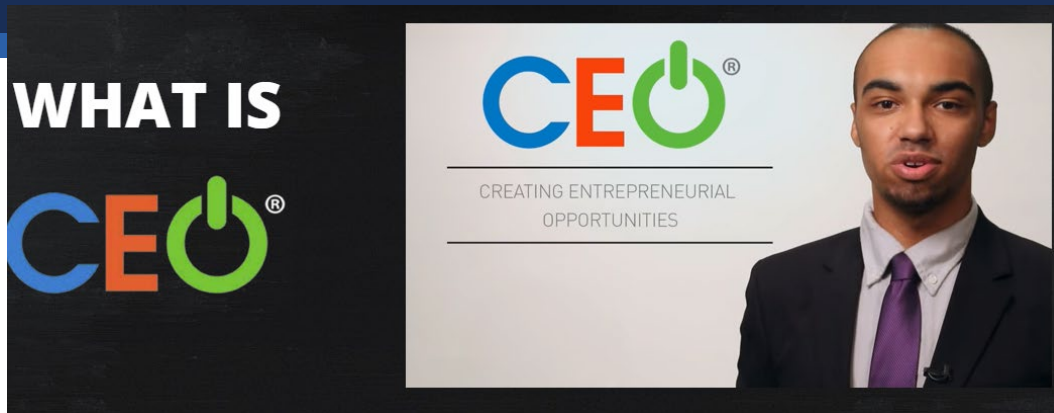 WHAT IS
CEO®
CEO®
CREATING ENTREPRENEURIAL
OPPORTUNITIES